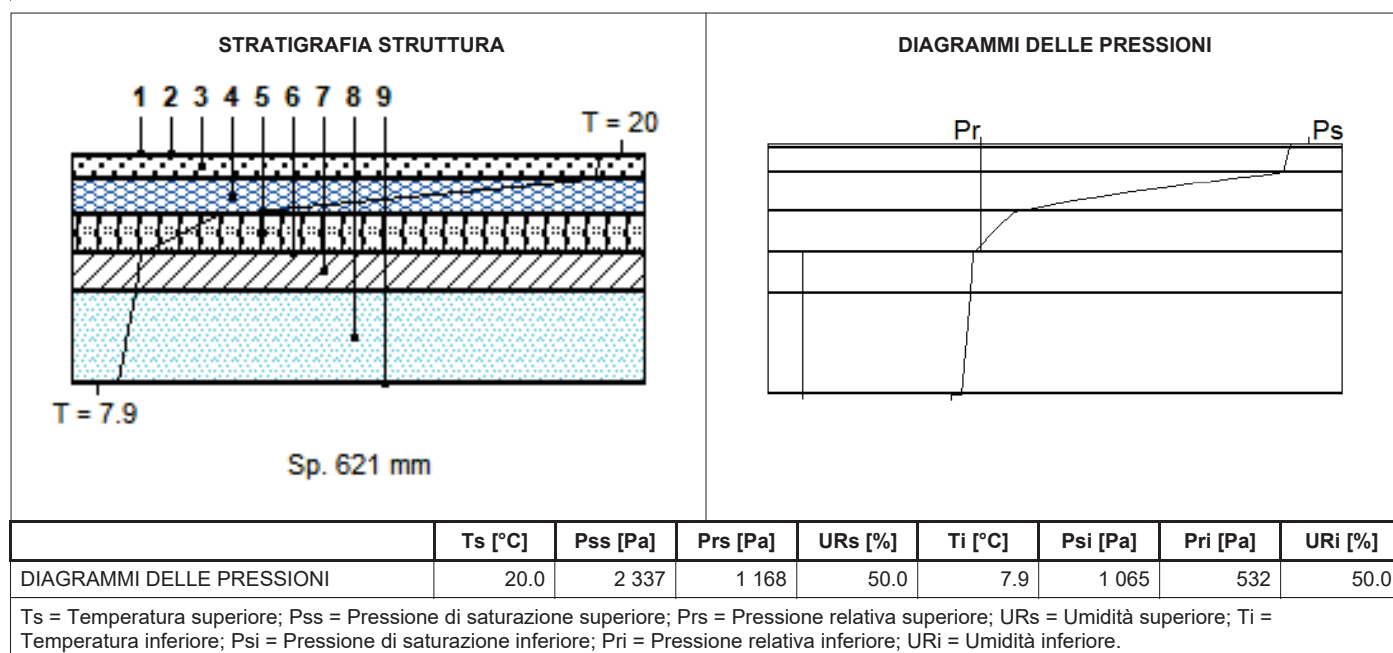 STRATIGRAFIA STRUTTURA
1 2 3 4 5 6 7 8 9
T = 20
T = 7.9
Sp. 621 mm
DIAGRAMMI DELLE PRESSIONI
Pr
Ps
Ts [°C] Pss [Pa] Prs [Pa] URs [%] Ti [°C] Psi [Pa] Pri [Pa] URi [%]
DIAGRAMMI DELLE PRESSIONI 20.0 2 337 1 168 50.0 7.9 1 065 532 50.0
Ts = Temperatura superiore; Pss = Pressione di saturazione superiore; Prs = Pressione relativa superiore; URs = Umidità superiore; Ti =
Temperatura inferiore; Psi = Pressione di saturazione inferiore; Pri = Pressione relativa inferiore; URi = Umidità inferiore.